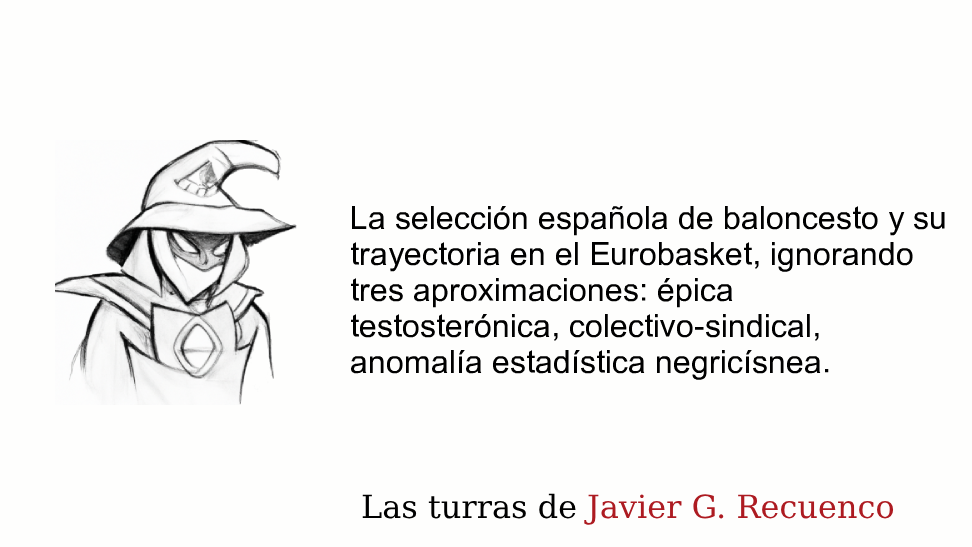 La selección española de baloncesto y su
trayectoria en el Eurobasket, ignorando
tres aproximaciones: épica
testosterónica, colectivo-sindical,
anomalía estadística negricísnea.
Las turras de Javier G. Recuenco